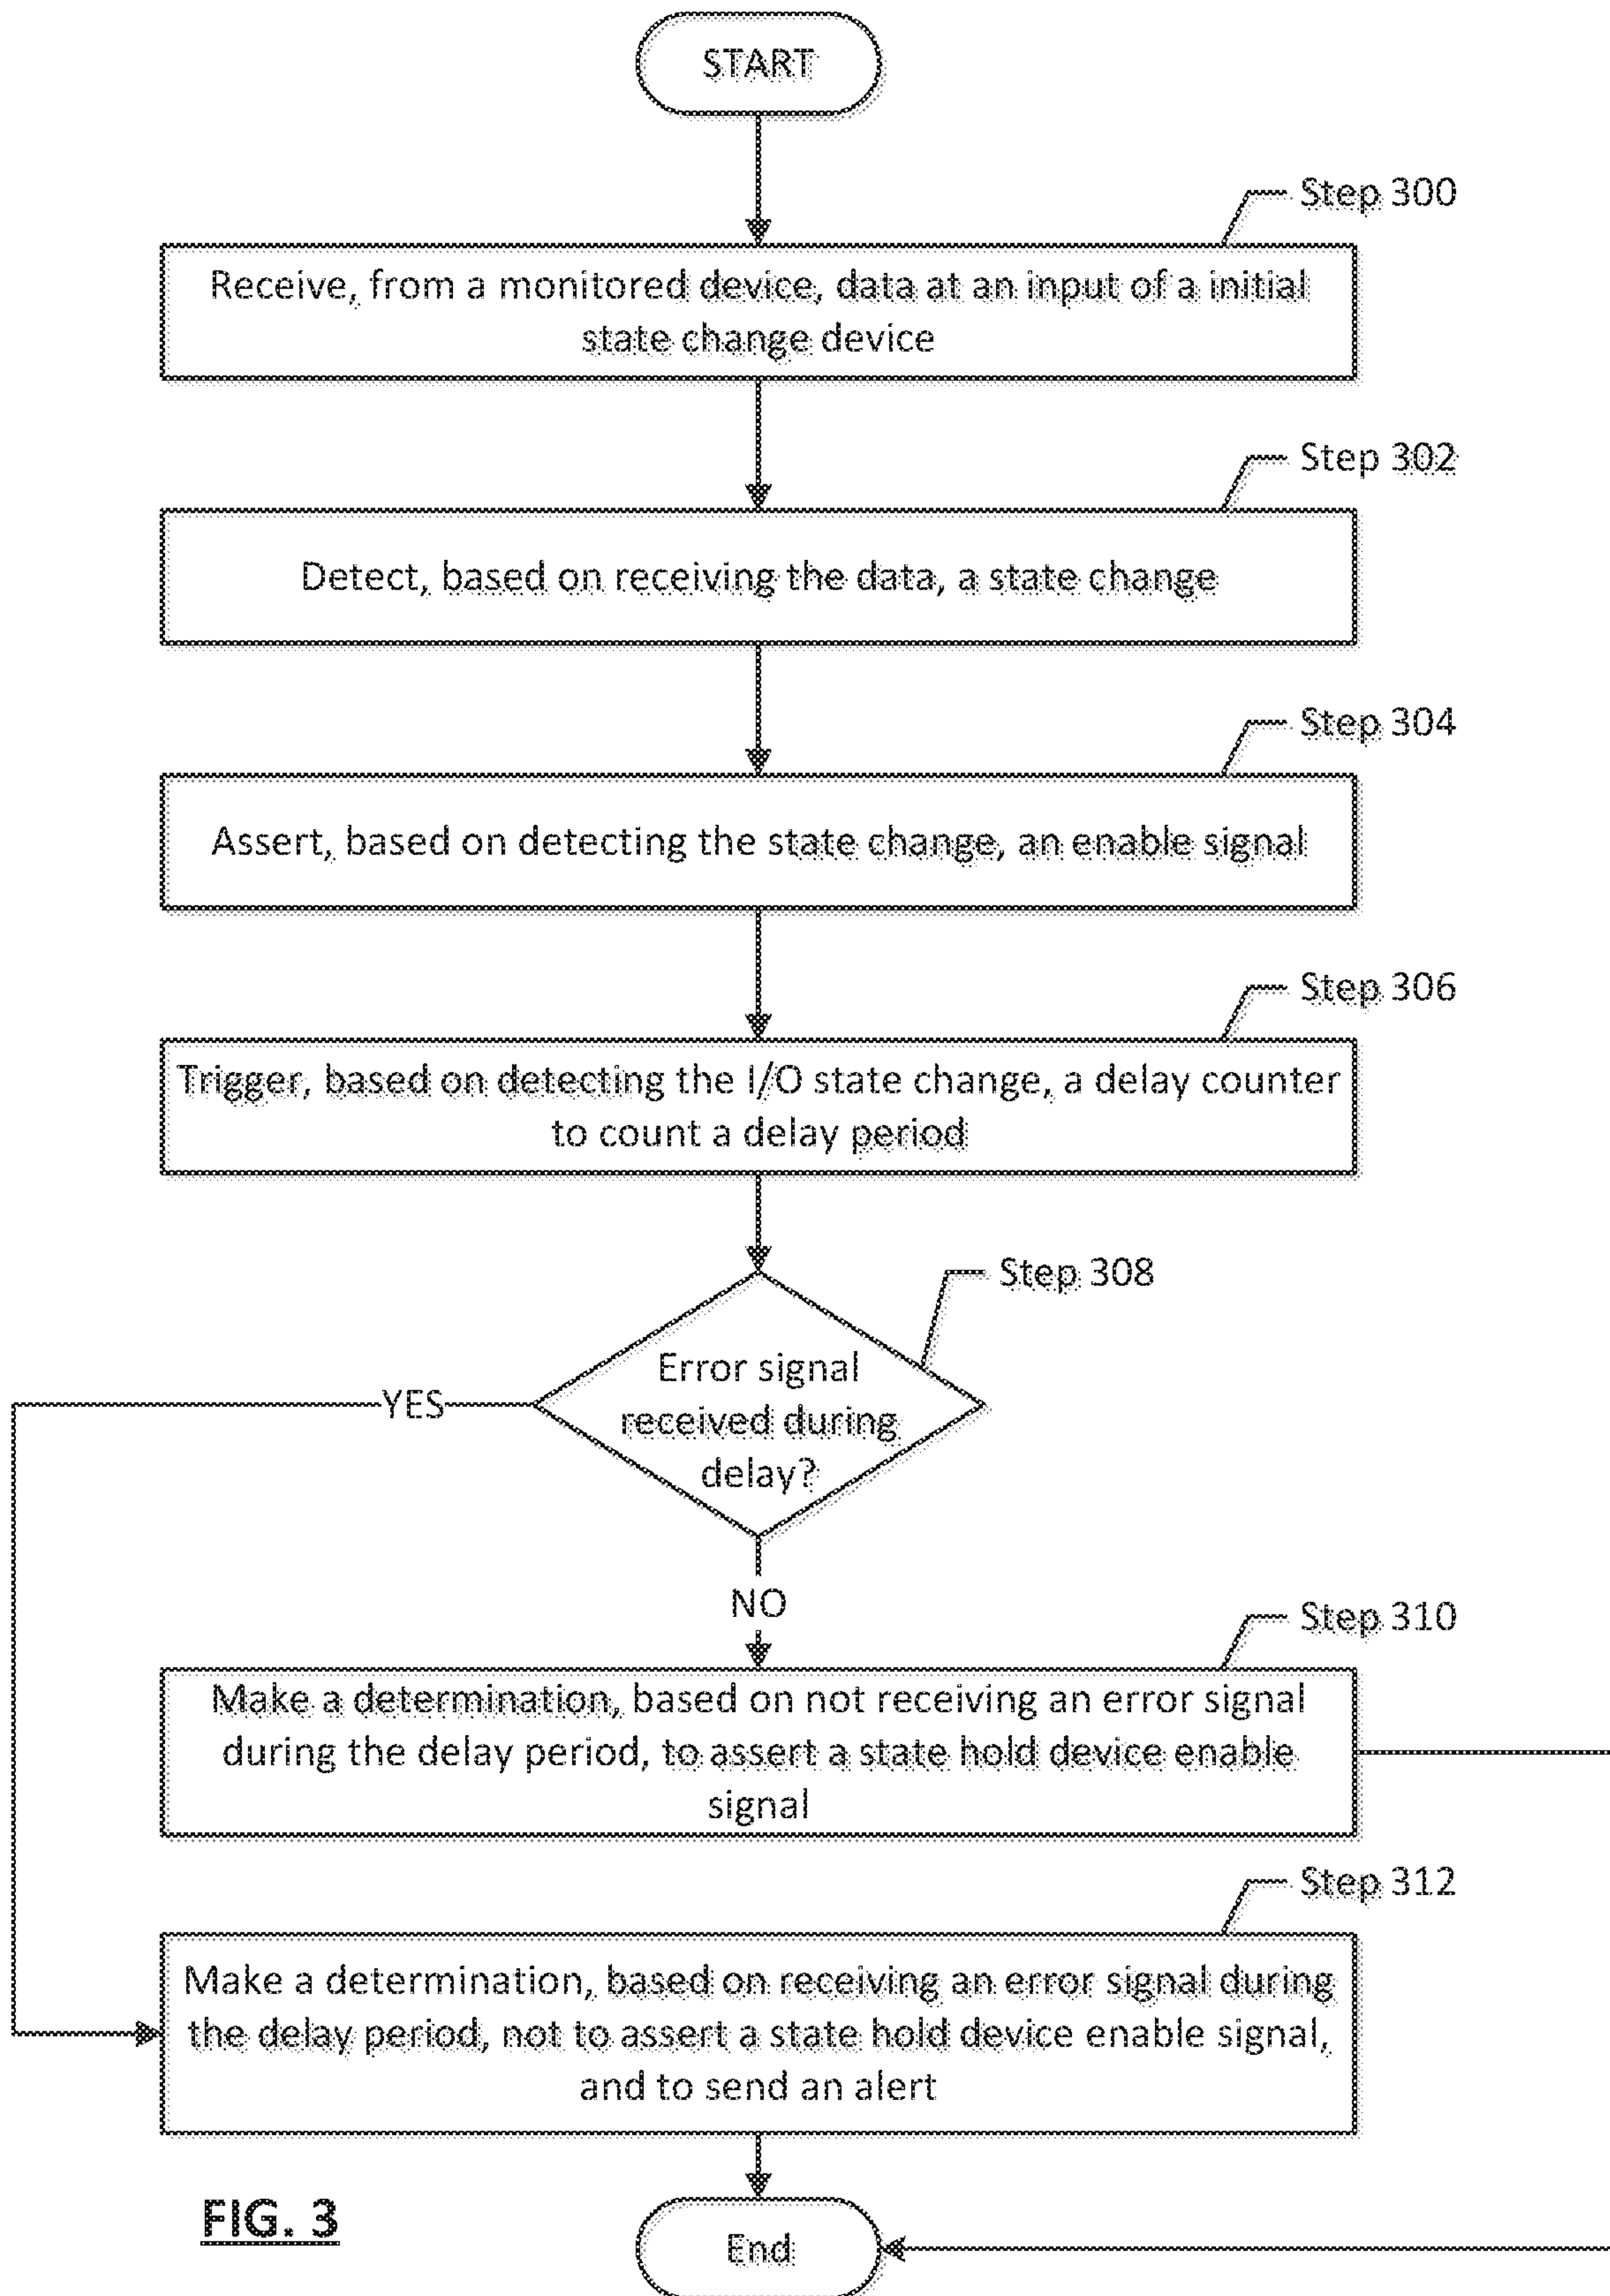 START
Step 300
Receive, from a monitored device, data at an input of a initial
state change device
Step 302
Detect, based on receiving the data, a state change
Step 304
Assert, based on detecting the state change, an enable signal
Step 306
Trigger, based on detecting the I/O state change, a delay counter
to count a delay period
Step 308
Error signal
received during
delay?
YES
NO
Step 310
Make a determination, based on not receiving an error signal
during the delay period, to assert a state hold device enable
signal
Step 312
Make a determination, based on receiving an error signal during
the delay period, not to assert a state hold device enable signal,
and to send an alert
FIG. 3
End